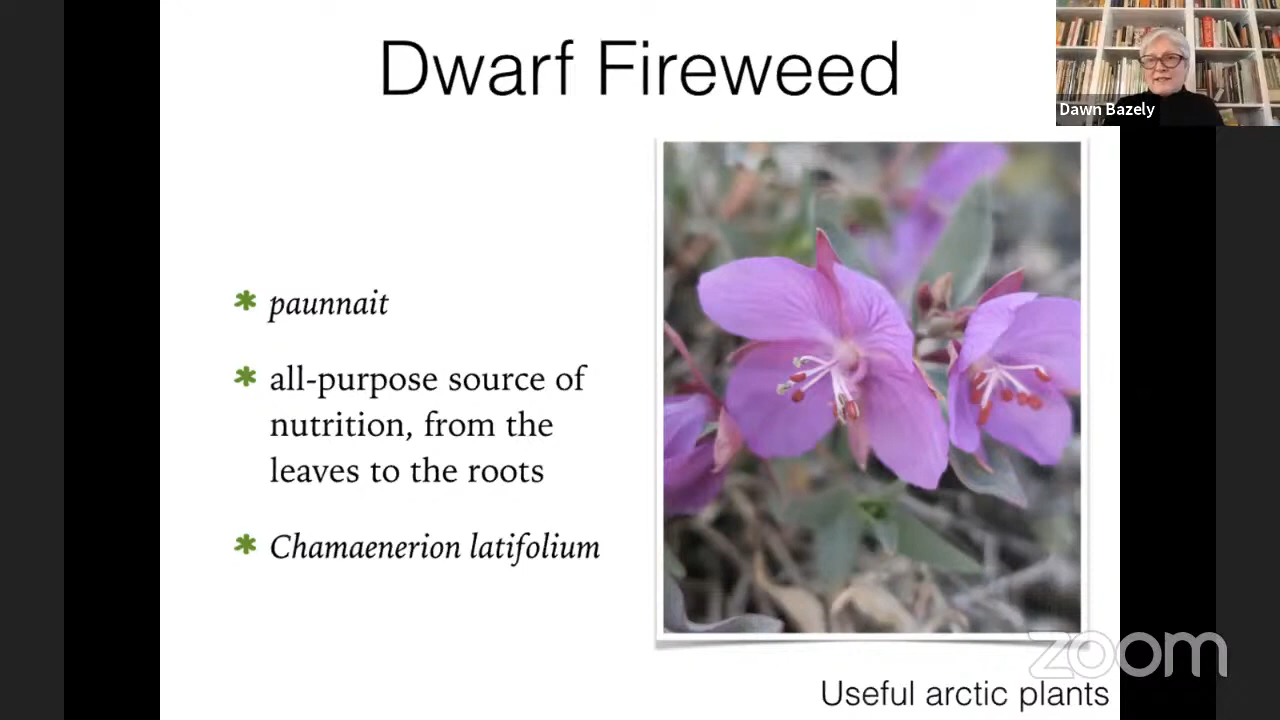 Dwarf Fireweed
Dawn Bazely
* paunnait
* all-purpose source of
nutrition, from the
leaves to the roots
* Chamaenerion latifolium
zoom
Useful arctic plants